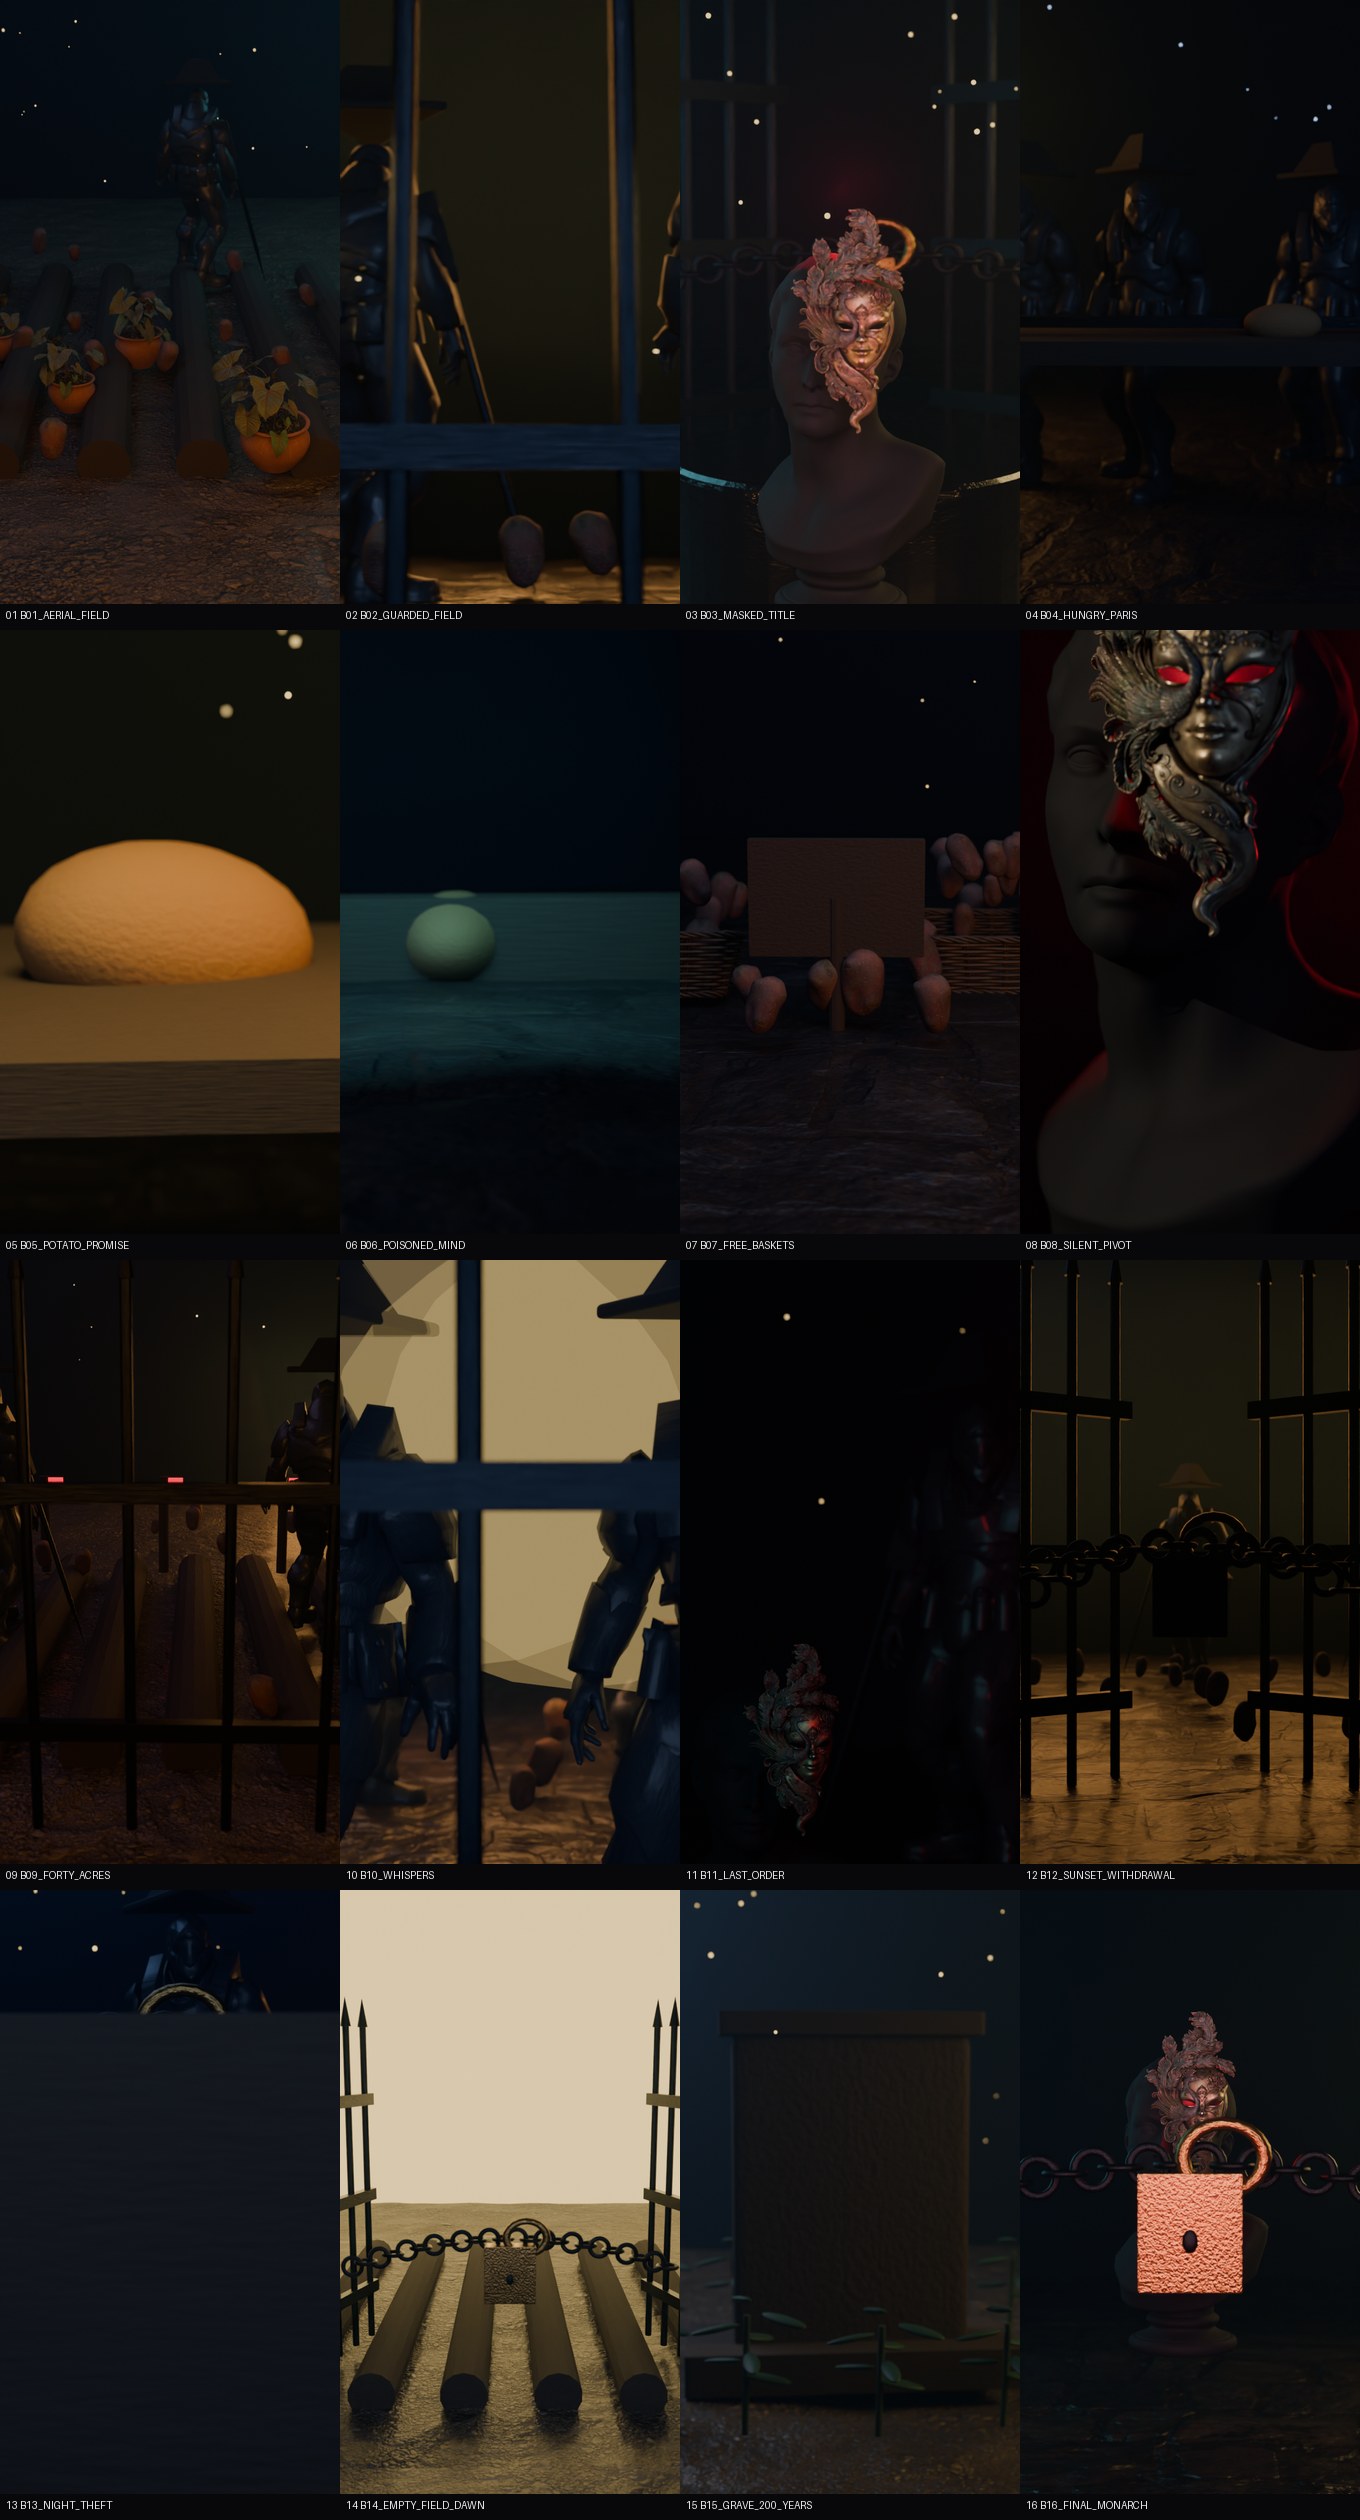 01 B01_AERIAL_FIELD
02 B02_GUARDED_FIELD
03 B03_MASKED_TITLE
04 B04_HUNGRY_PARIS
05 B05_POTATO_PROMISE
06 B06_POISONED_MIND
07 B07_FREE_BASKETS
08 B08_SILENT_PIVOT
09 B09_FORTY_ACRES
10 B10_WHISPERS
11 B11_LAST_ORDER
12 B12_SUNSET_WITHDRAWAL
13 B13_NIGHT_THEFT
14 B14_EMPTY_FIELD_DAWN
15 B15_GRAVE_200_YEARS
16 B16_FINAL_MONARCH